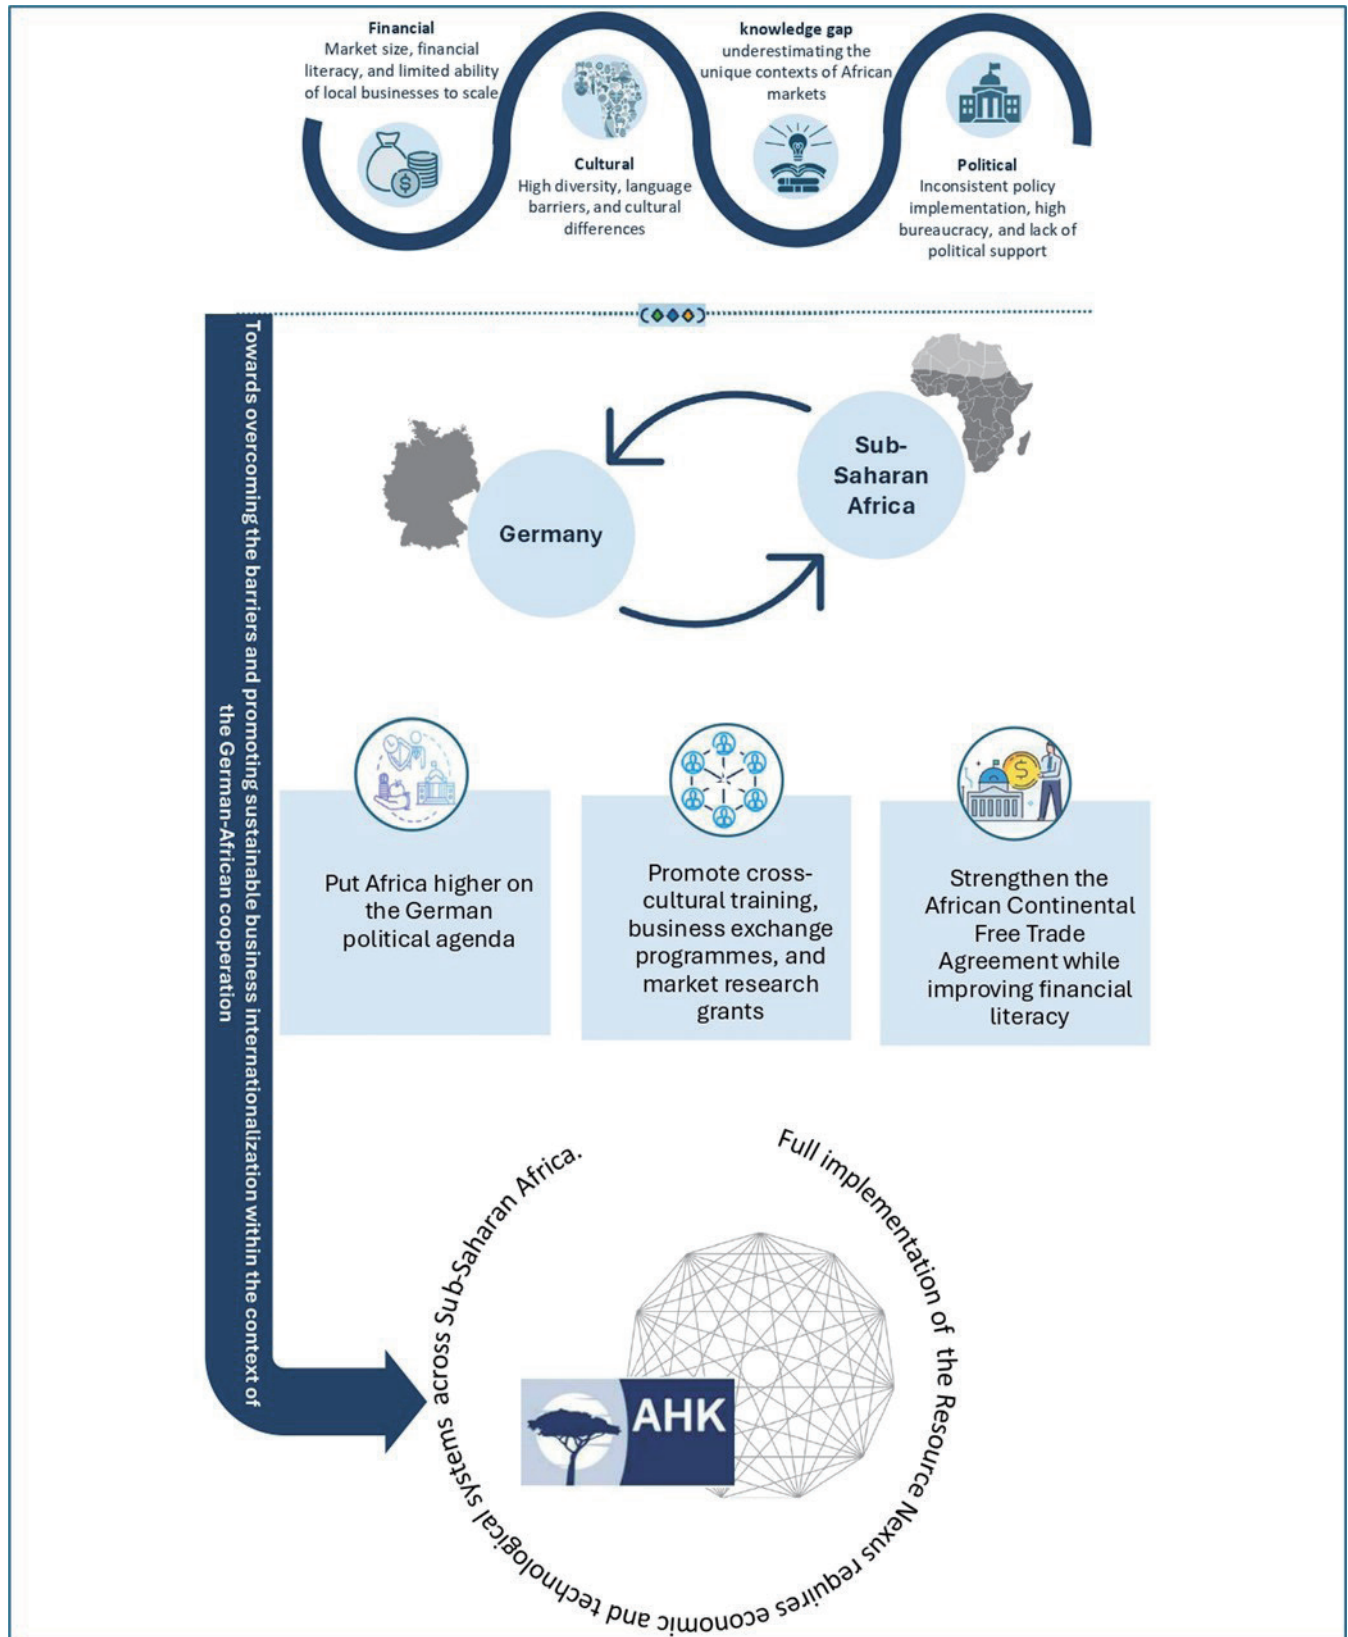 Financial
Market size, financial
literacy, and limited ability
of local businesses to scale
Cultural
High diversity, language
barriers, and cultural
differences
knowledge gap
underestimating the
unique contexts of African
markets
Political
Inconsistent policy
implementation, high
bureaucracy, and lack of
political support
Towards overcoming the barriers and promoting sustainable business internationalization within the context of
the German-African cooperation
Germany
Sub-
Saharan
Africa
Put Africa higher on
the German
political agenda
Promote cross-
cultural training,
business exchange
programmes, and
market research
grants
Strengthen the
African Continental
Free Trade
Agreement while
improving financial
literacy
Full implementation of the Resource Nexus requires economic and technological systems across Sub-Saharan Africa.
AHK